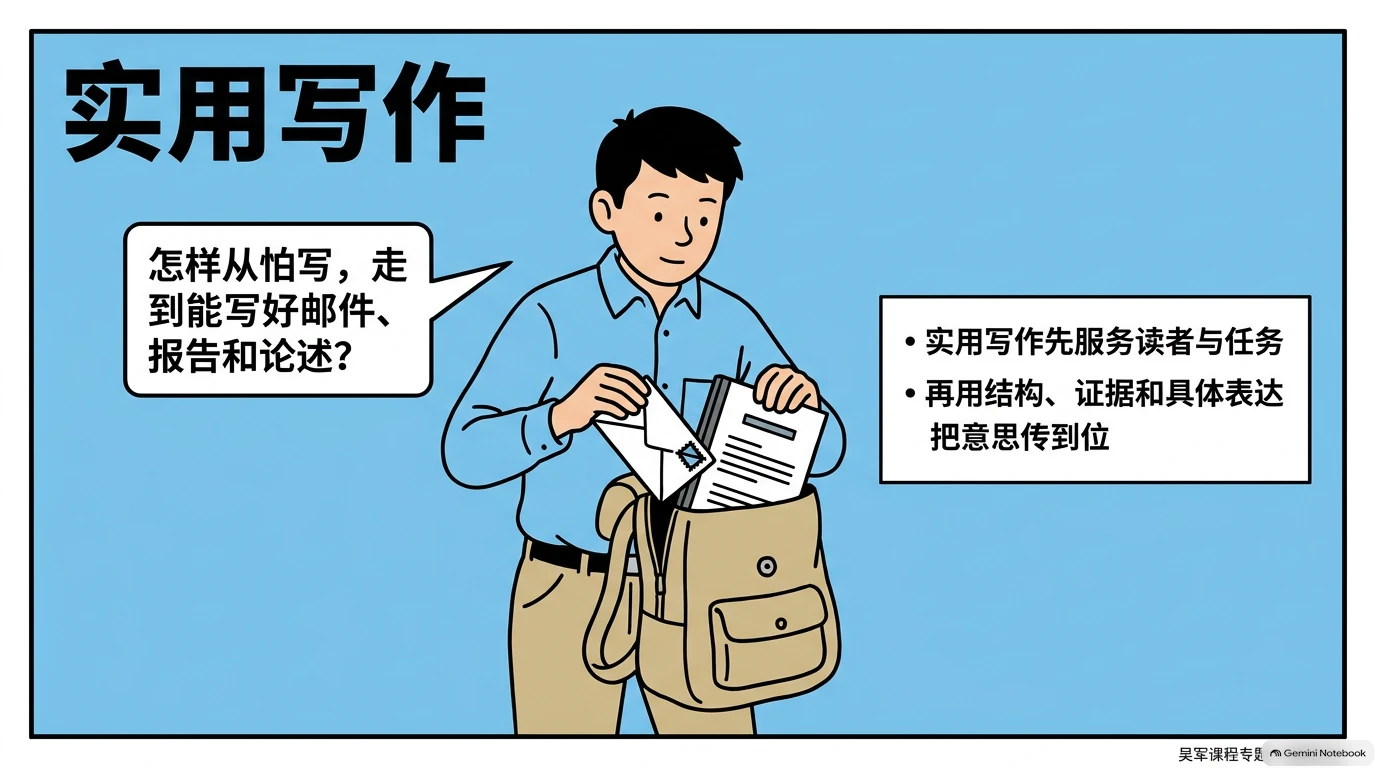 实用写作
怎样从怕写，走
到能写好邮件、
报告和论述？
• 实用写作先服务读者与任务
• 再用结构、证据和具体表达
把意思传到位
吴军课程专题
Gemini Notebook